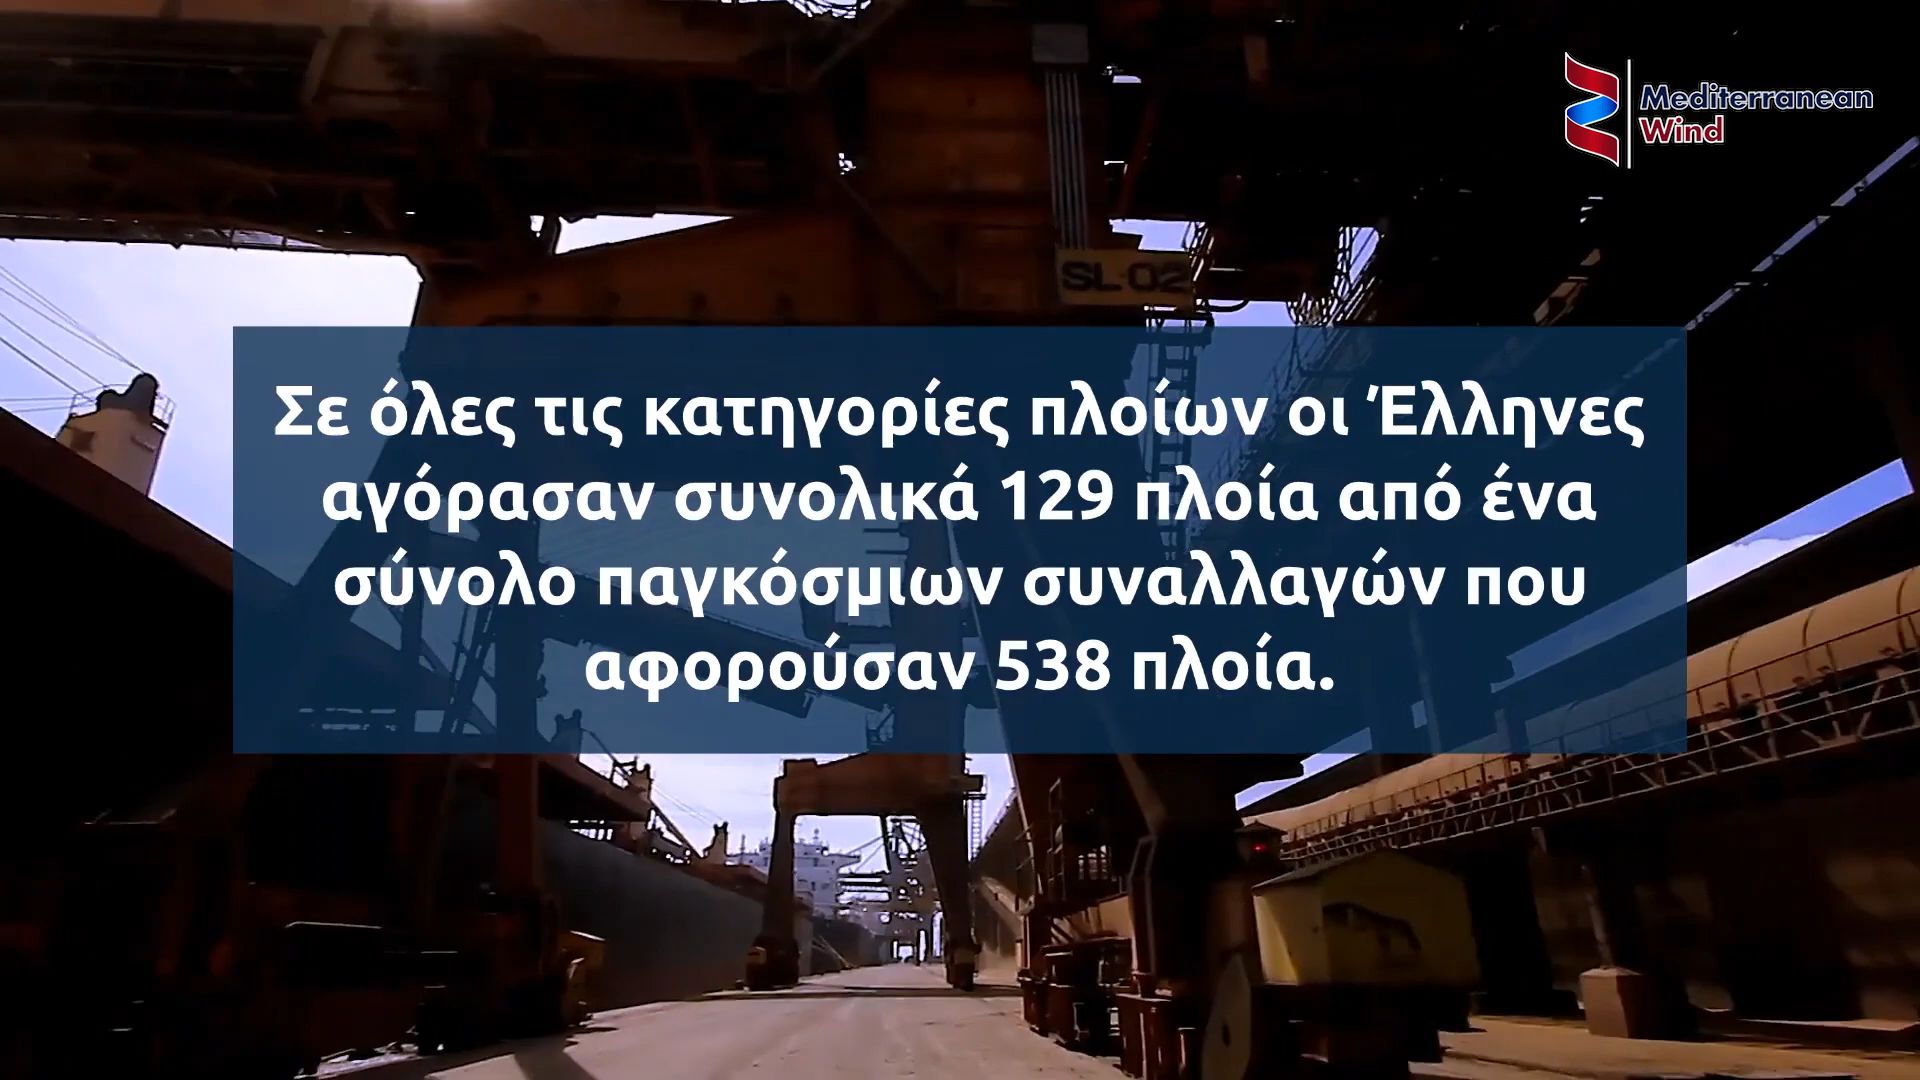 Mediterranean
Wind
SL-02
Σε όλες τις κατηγορίες πλοίων οι Έλληνες
αγόρασαν συνολικά 129 πλοία από ένα
σύνολο παγκόσμιων συναλλαγών που
αφορούσαν 538 πλοία.